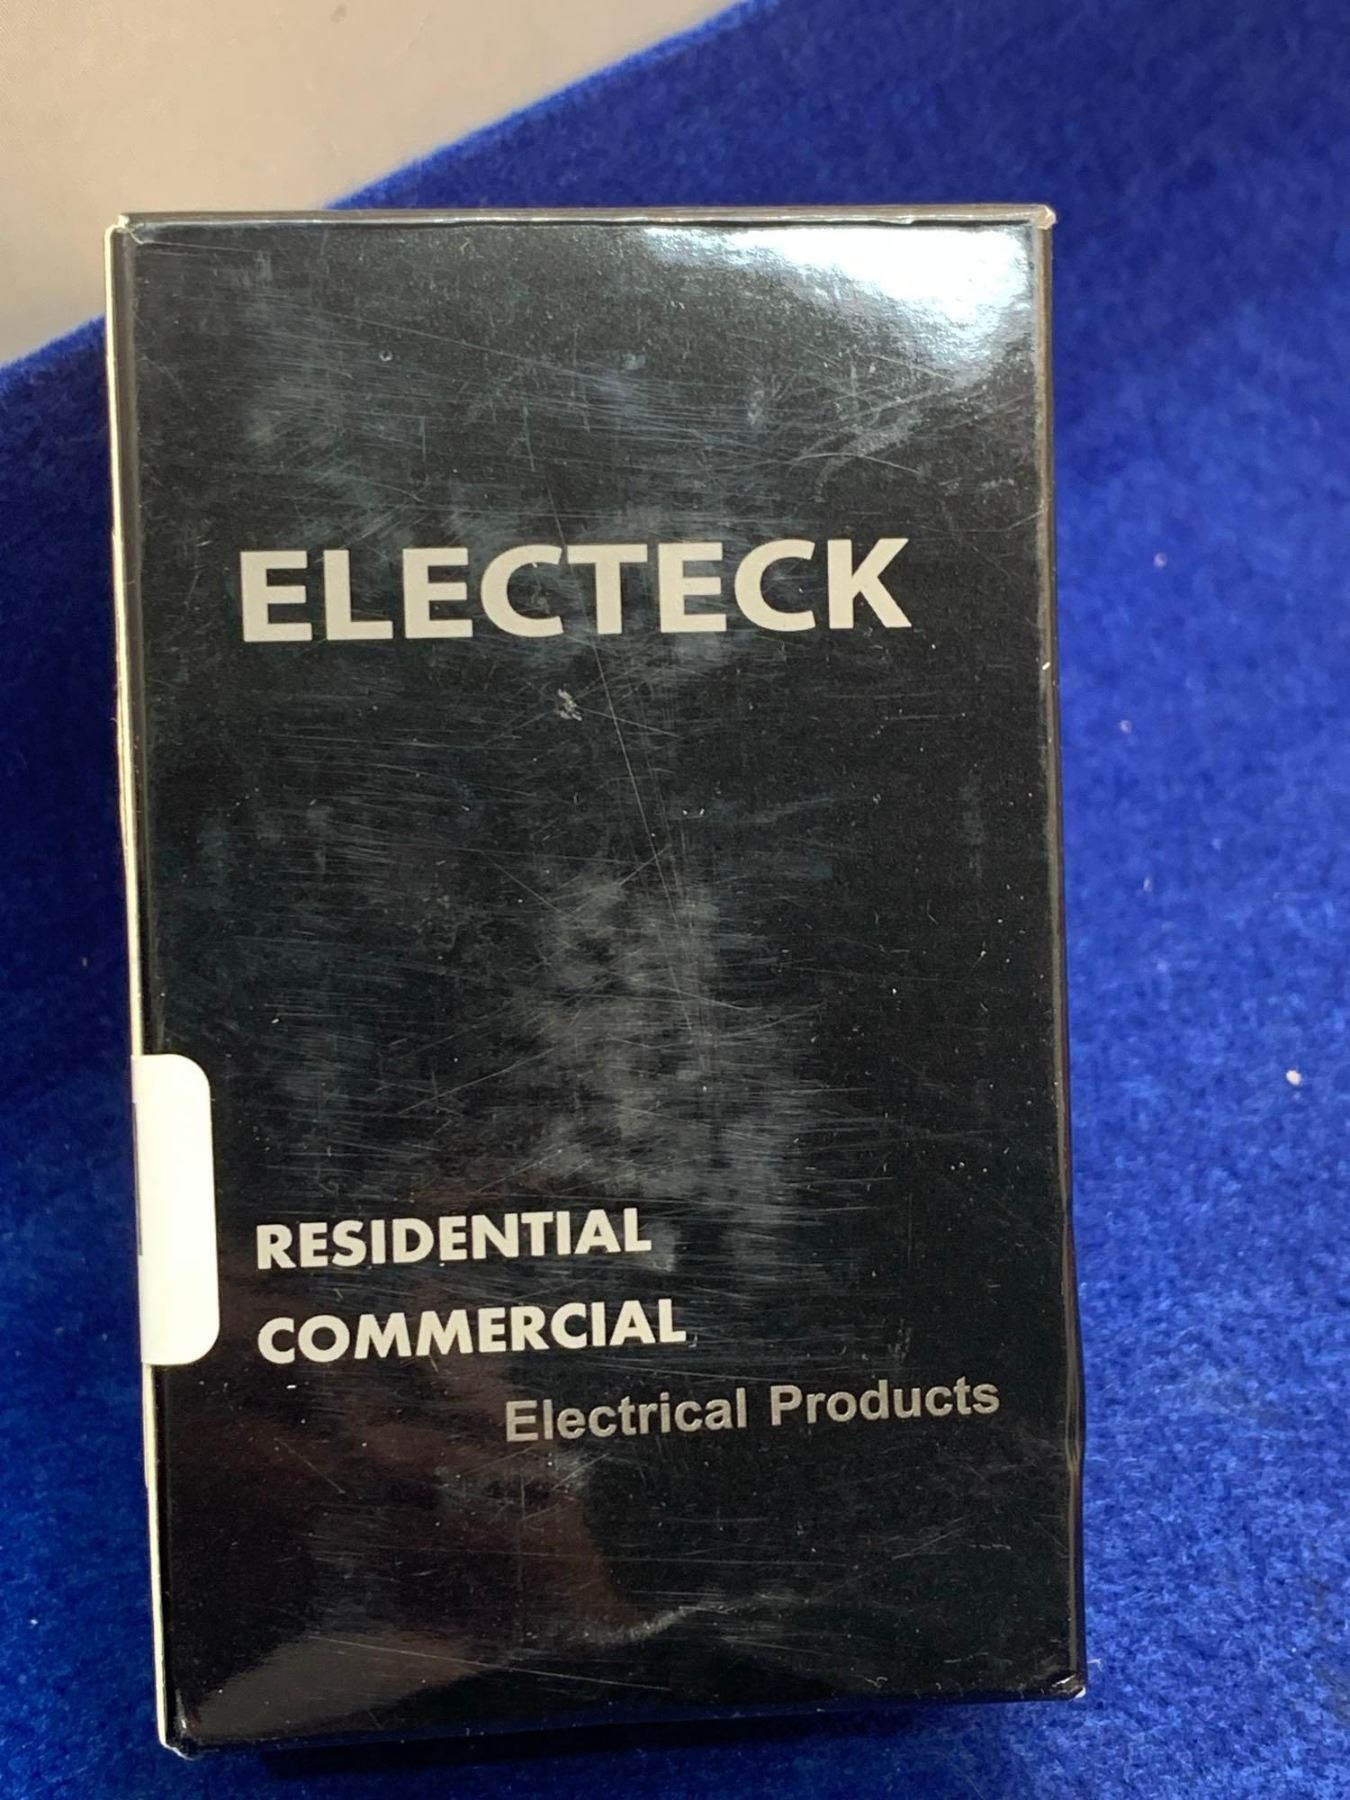 ELECTECK
RESIDENTIAL
COMMERCIAL
Electrical Products